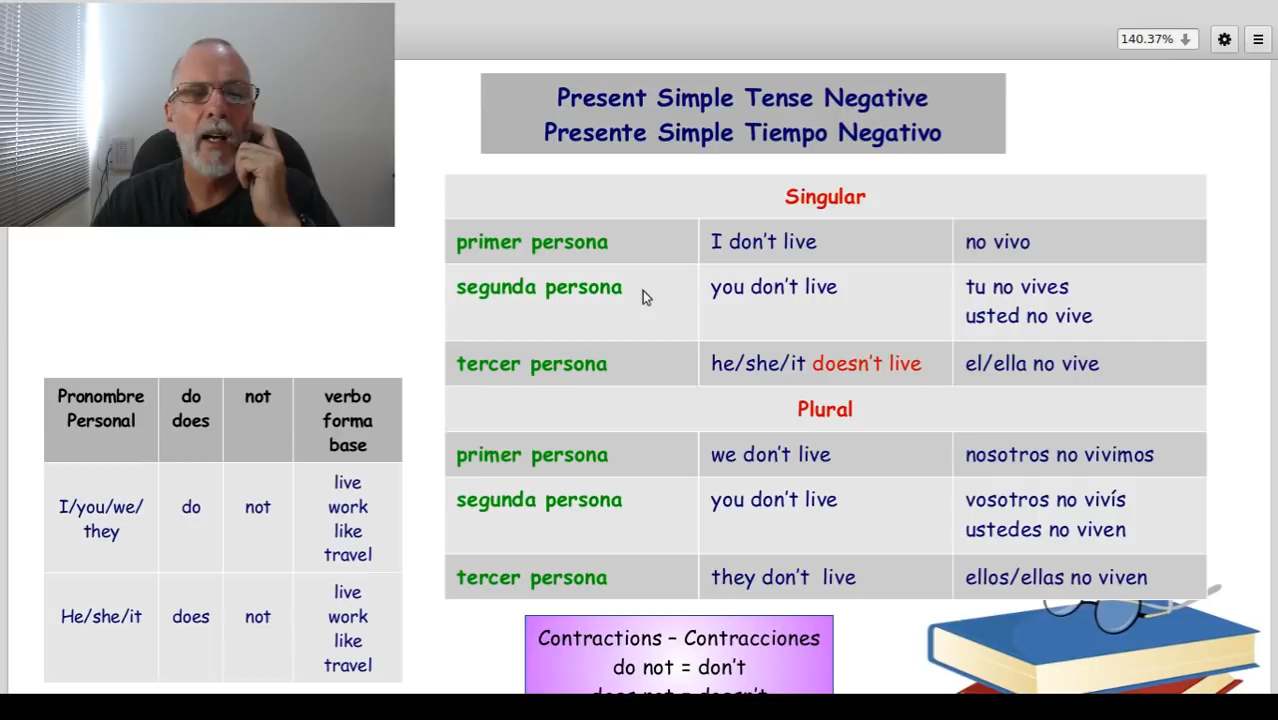 140.37%
Present Simple Tense Negative
Presente Simple Tiempo Negativo
Singular
primer persona I don't live no vivo
segunda persona you don't live tu no vives
usted no vive
tercer persona he/she/it doesn't live el/ella no vive
Plural
primer persona we don't live nosotros no vivimos
segunda persona you don't live vosotros no vivís
ustedes no viven
tercer persona they don't live ellos/ellas no viven
Pronombre do not verbo
Personal does forma
base
live
I/you/we/ do not work
they like
travel
live
He/she/it does not work
like
travel
Contractions – Contracciones
do not = don't
does not = doesn't